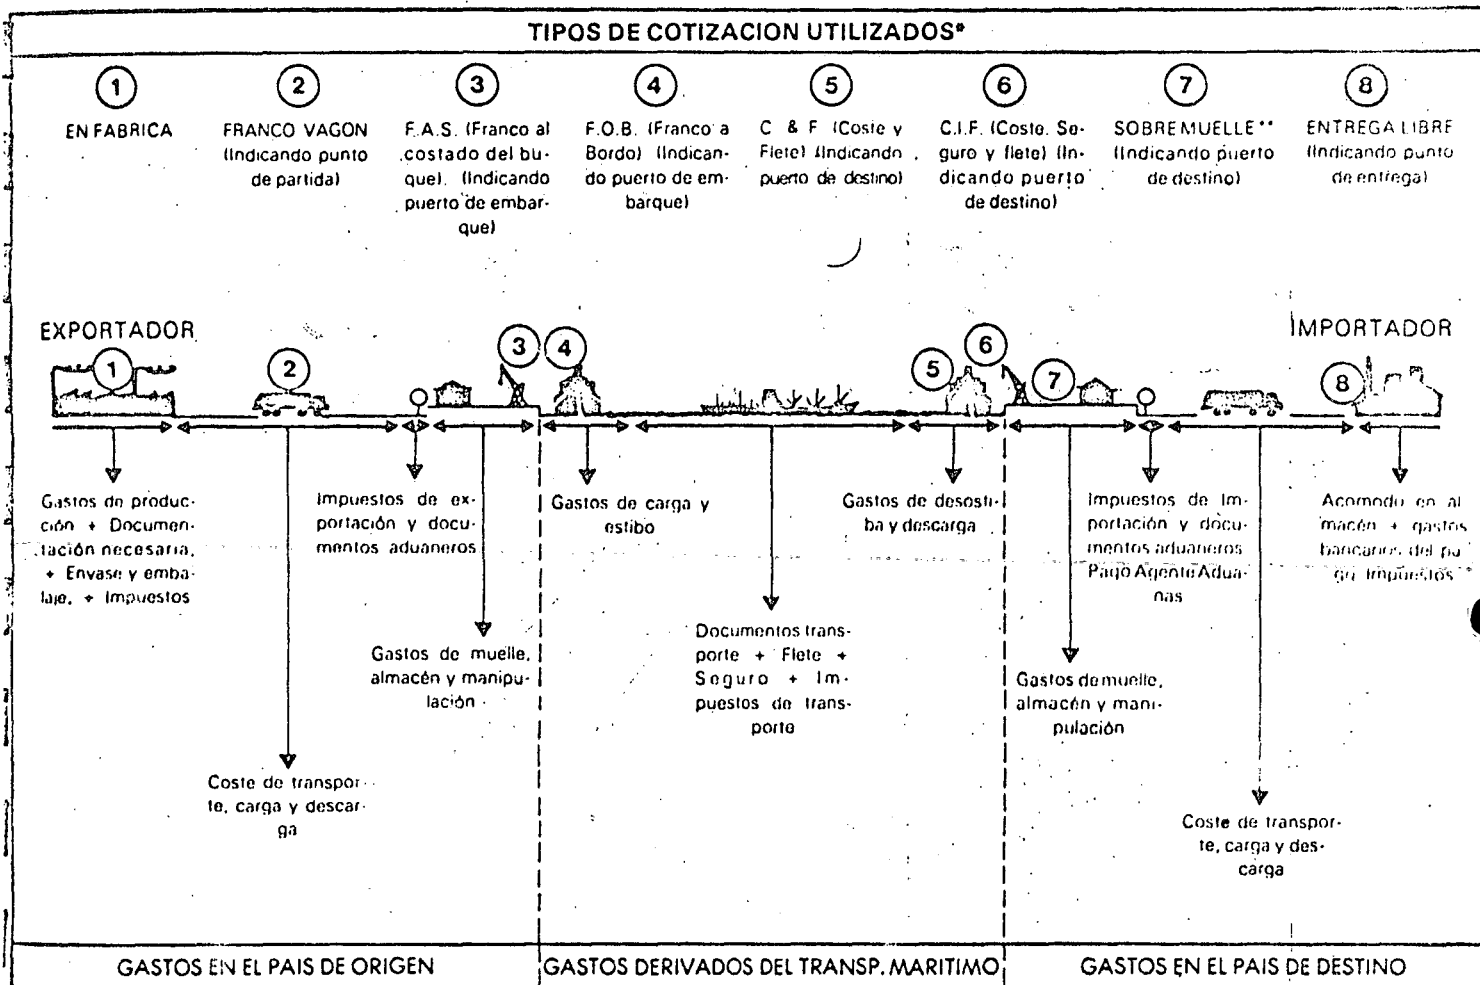 TIPOS DE COTIZACION UTILIZADOS*
1
EN FABRICA
2
FRANCO VAGON
(Indicando punto
de partida)
3
F.A.S. (Franco al
costado del bu-
que). (Indicando
puerto de embar-
que)
4
F.O.B. (Franco a
Bordo) (Indican-
do puerto de em-
barque)
5
C & F (Coste y
Flete) (Indicando
puerto de destino)
6
C.I.F. (Coste. Se-
guro y flete) (In-
dicando puerto
de destino)
7
SOBREMUELLE**
(Indicando puerto
de destino)
8
ENTREGA LIBRE
(Indicando punto
de entrega)
EXPORTADOR
IMPORTADOR
1
2
3
4
5
6
7
8
Gastos de produc-
ción + Documen-
tación necesaria,
+ Envase y emba-
laje, + Impuestos
Coste de transpor-
te, carga y descar-
ga
Impuestos de ex-
portación y docu-
mentos aduaneros
Gastos de muelle,
almacén y manipu-
lación
Gastos de carga y
estibo
Documentos trans-
porte + Flete +
Seguro + Im-
puestos de trans-
porte
Gastos de desosti-
ba y descarga
Gastos de muelle,
almacén y mani-
pulación
Impuestos de Im-
portación y docu-
mentos aduaneros
Pago Agente Adua-
nas
Coste de transpor-
te, carga y des-
carga
Acomodo en al
macén + gastos
bancarios del pa
go Impuestos
GASTOS EN EL PAIS DE ORIGEN
GASTOS DERIVADOS DEL TRANSP. MARITIMO
GASTOS EN EL PAIS DE DESTINO